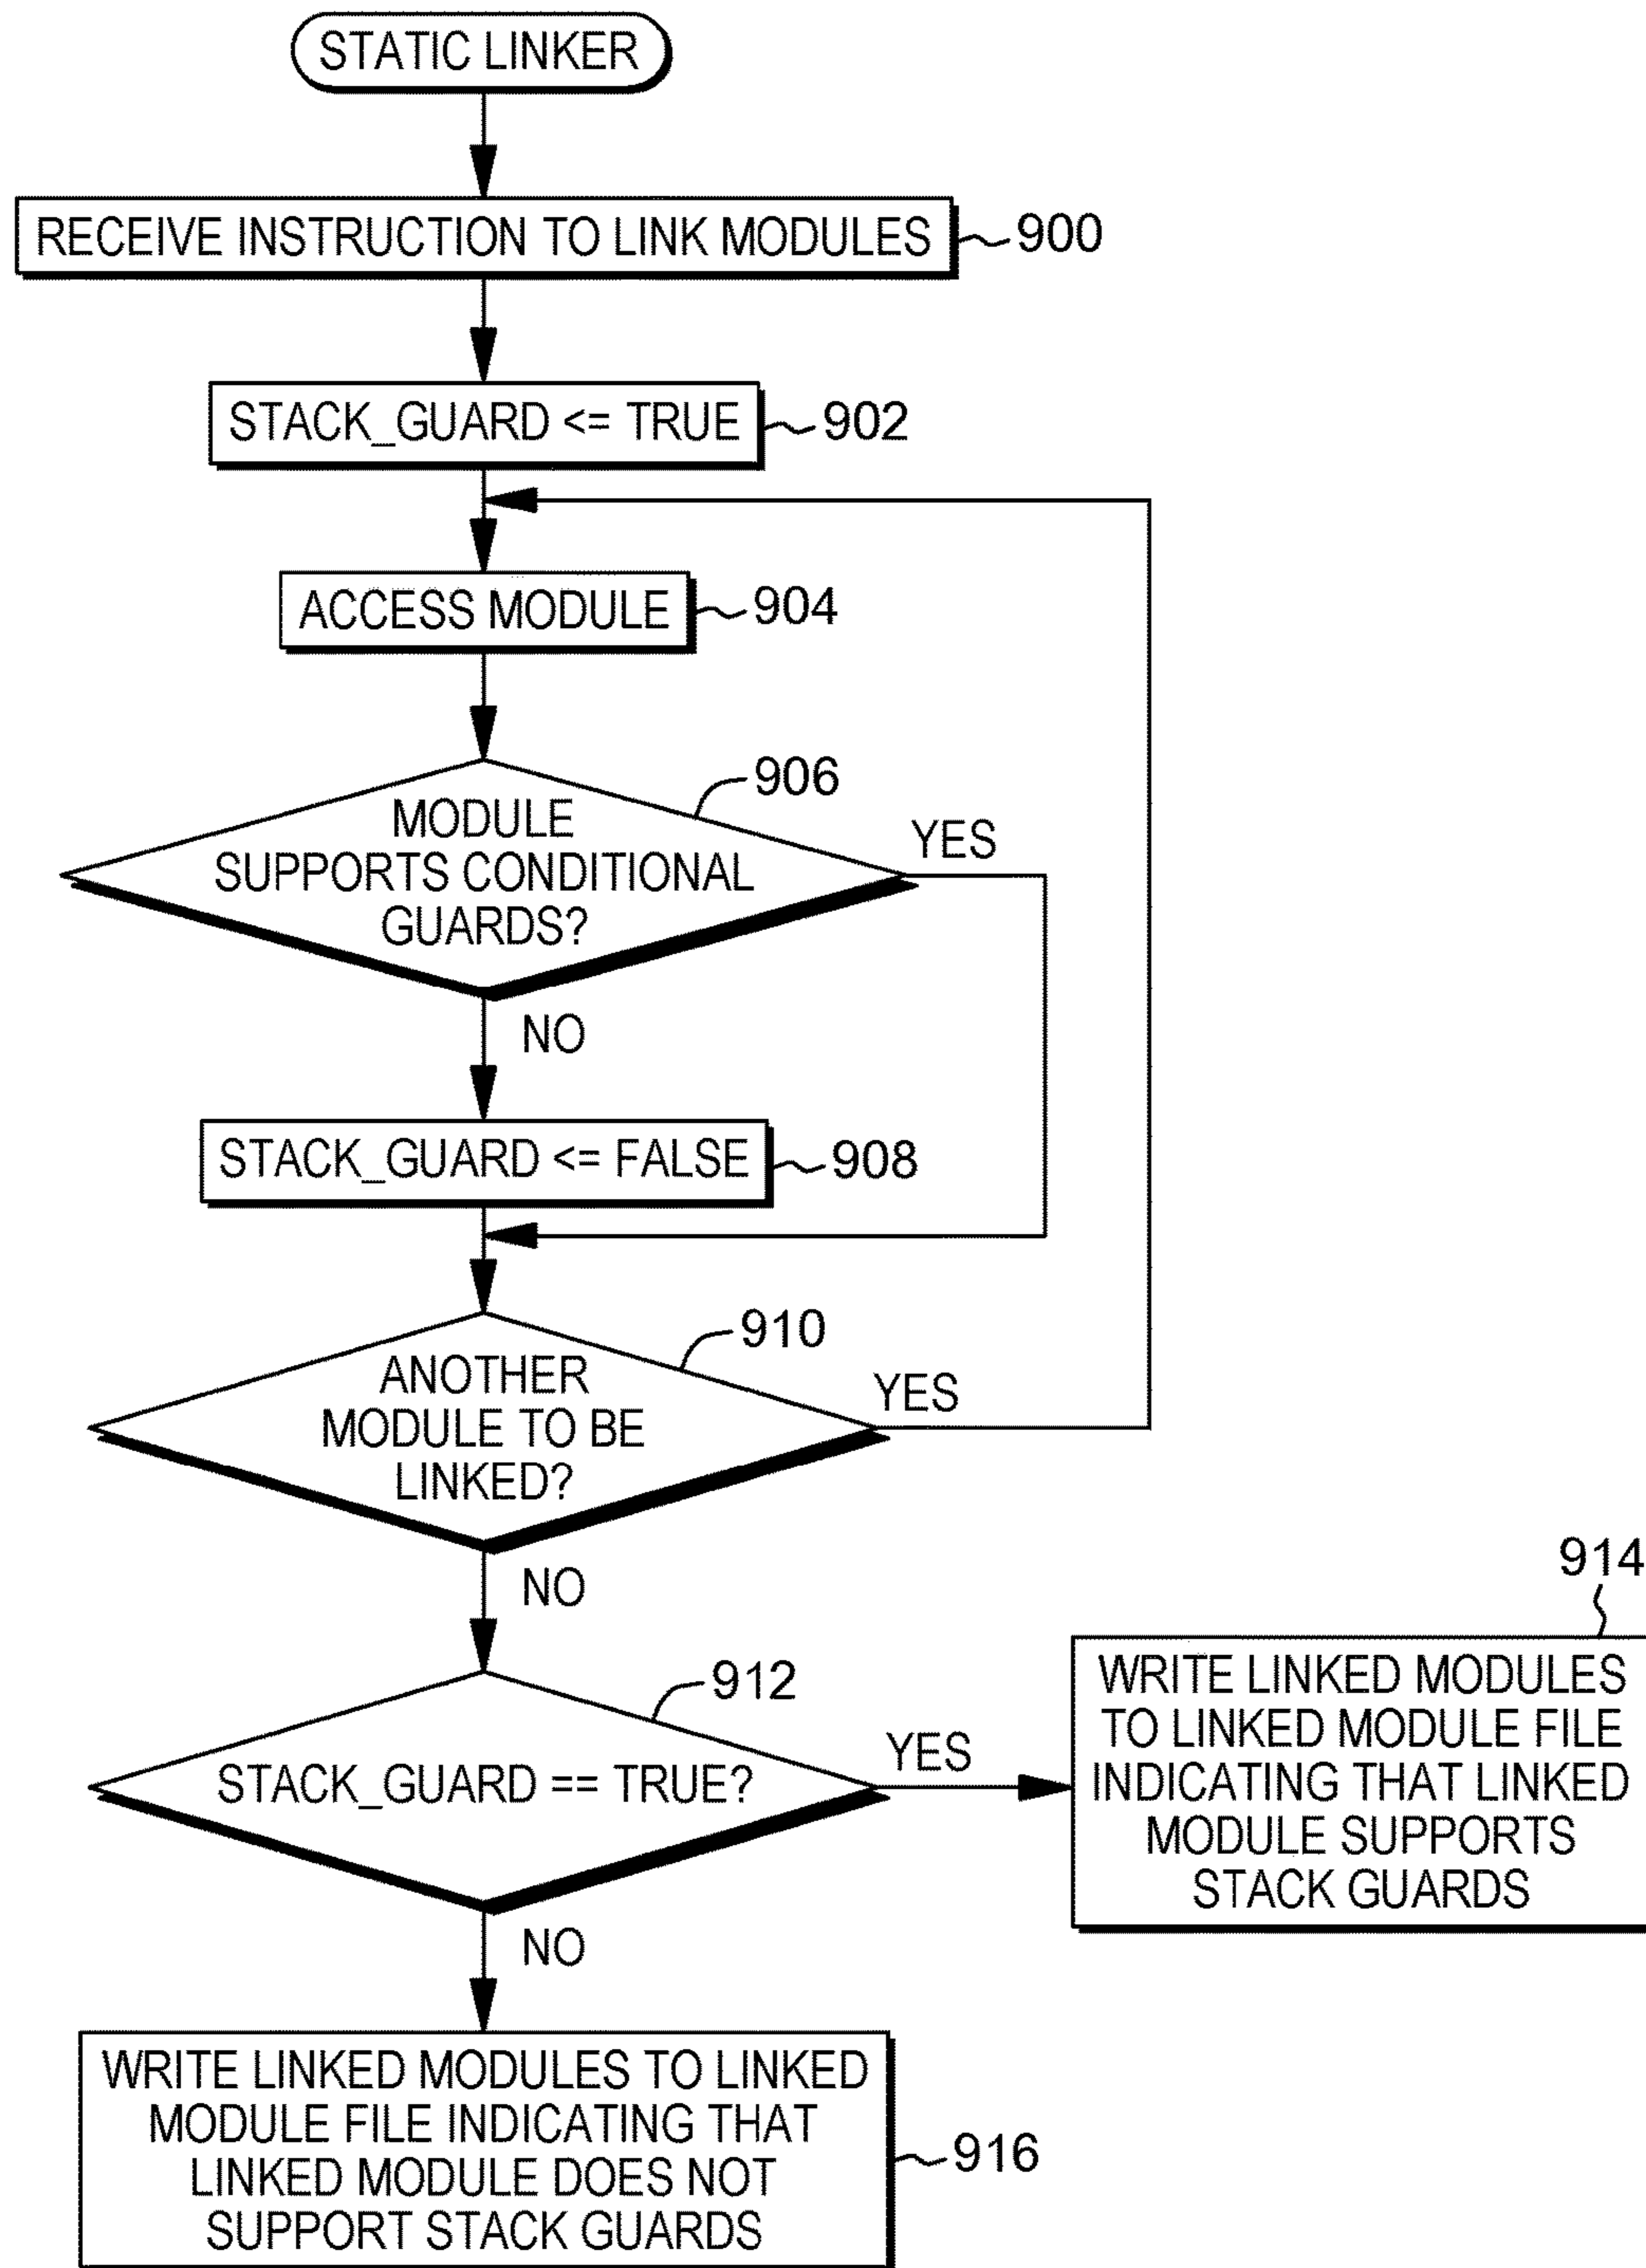 STATIC LINKER
RECEIVE INSTRUCTION TO LINK MODULES
900
STACK_GUARD <= TRUE
902
ACCESS MODULE
904
906
MODULE
SUPPORTS CONDITIONAL
GUARDS?
YES
NO
STACK_GUARD <= FALSE
908
910
ANOTHER
MODULE TO BE
LINKED?
YES
NO
912
STACK_GUARD == TRUE?
YES
914
WRITE LINKED MODULES
TO LINKED MODULE FILE
INDICATING THAT LINKED
MODULE SUPPORTS
STACK GUARDS
NO
WRITE LINKED MODULES TO LINKED
MODULE FILE INDICATING THAT
LINKED MODULE DOES NOT
SUPPORT STACK GUARDS
916